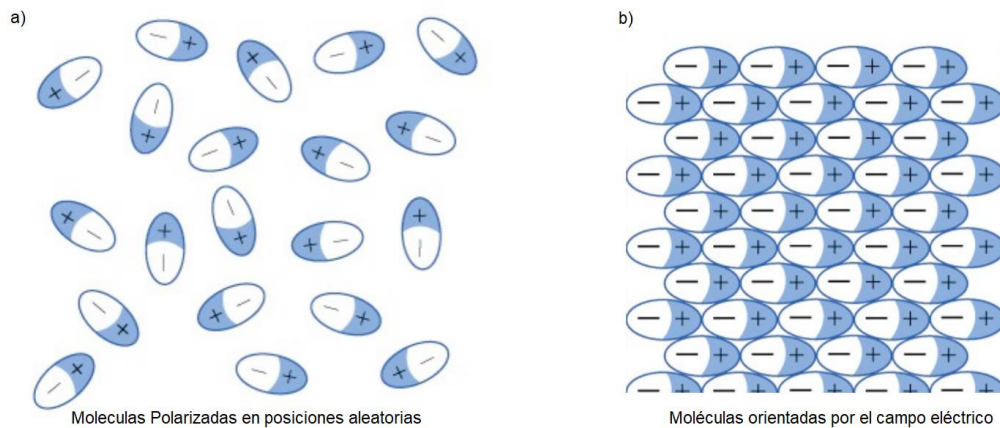 a)
b)
Moleculas Polarizadas en posiciones aleatorias
Moléculas orientadas por el campo eléctrico